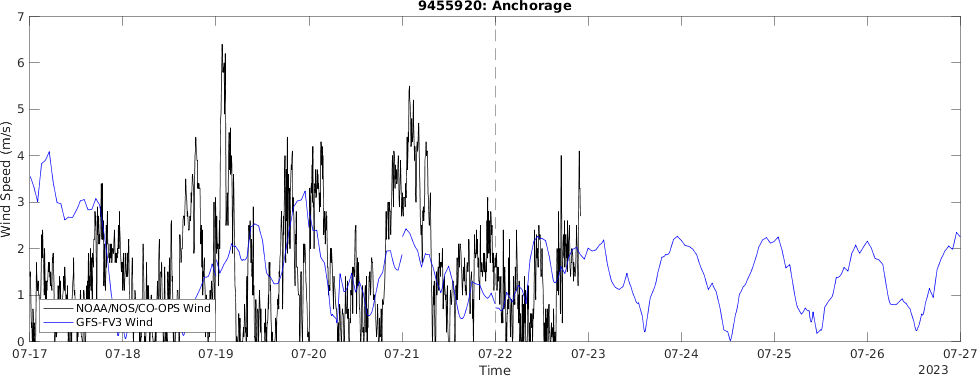 9455920: Anchorage
Wind Speed (m/s)
7
6
5
4
3
2
1
0
NOAA/NOS/CO-OPS Wind
GFS-FV3 Wind
07-17 07-18 07-19 07-20 07-21 07-22 07-23 07-24 07-25 07-26 07-27
Time
2023